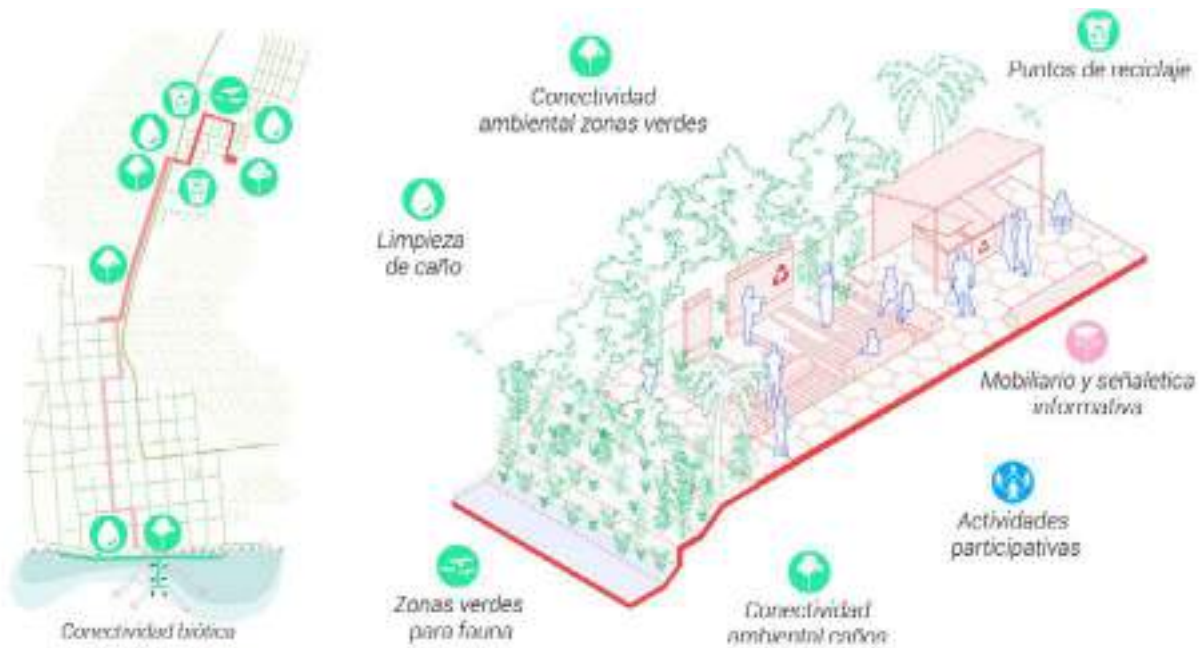 Conectividad
ambiental zonas verdes
Puntos de reciclaje
Limpieza
de caño
Mobiliario y señaletica
informativa
Actividades
participativas
Zonas verdes
para fauna
Conectividad
ambiental caños
Conectividad biótica